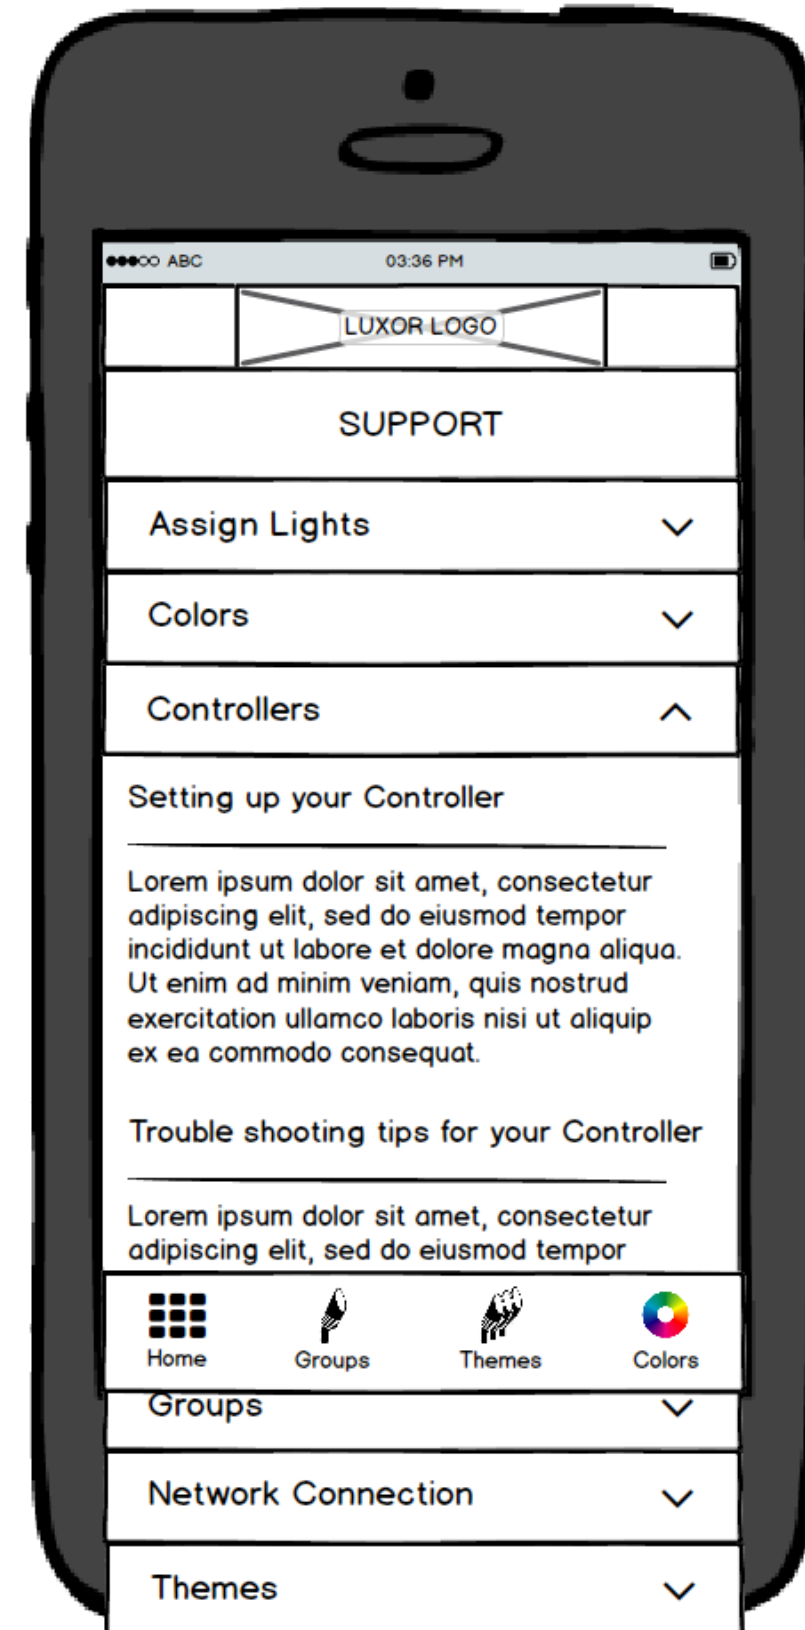 ABC 03:36 PM
LUXOR LOGO
SUPPORT
Assign Lights
Colors
Controllers
Setting up your Controller
Lorem ipsum dolor sit amet, consectetur
adipiscing elit, sed do eiusmod tempor
incididunt ut labore et dolore magna aliqua.
Ut enim ad minim veniam, quis nostrud
exercitation ullamco laboris nisi ut aliquip
ex ea commodo consequat.
Trouble shooting tips for your Controller
Lorem ipsum dolor sit amet, consectetur
adipiscing elit, sed do eiusmod tempor
Home Groups Themes Colors
Groups
Network Connection
Themes